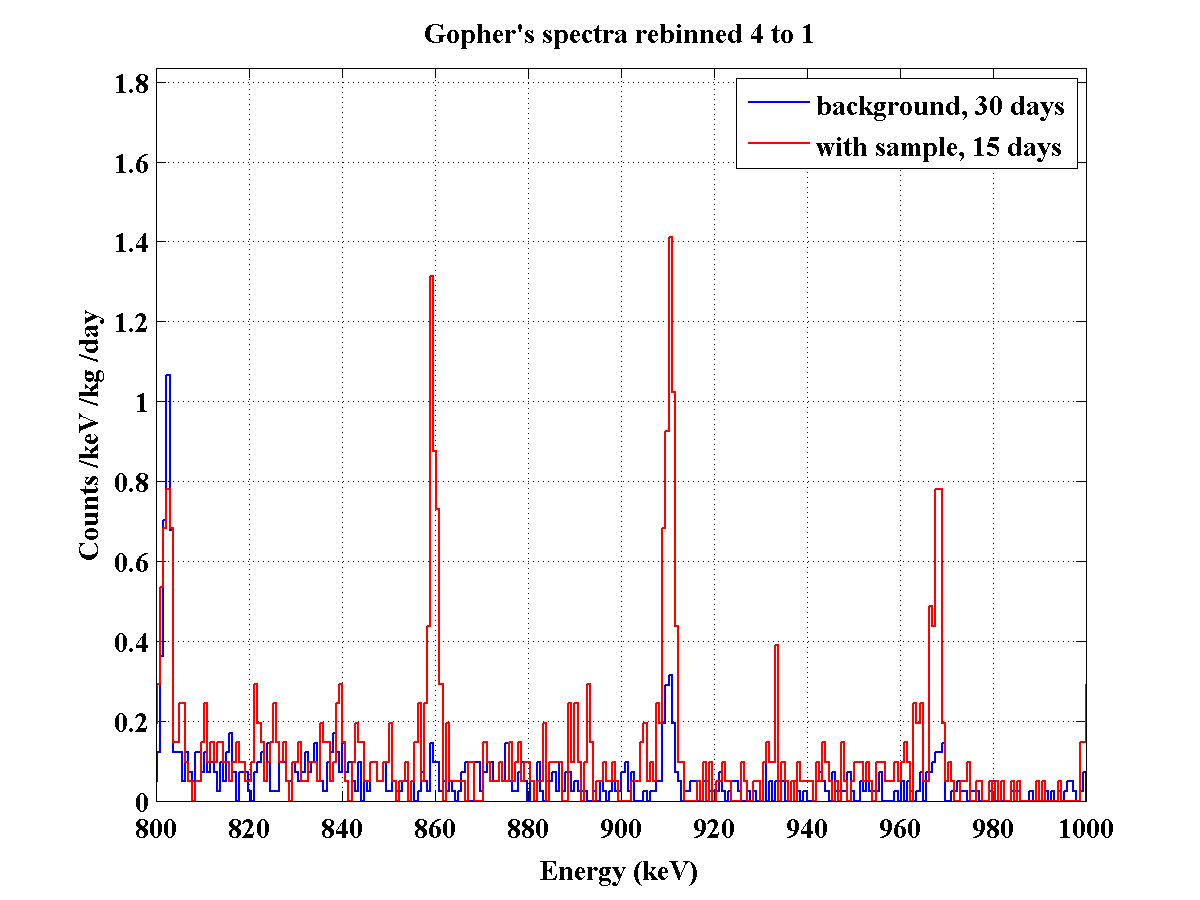 Gopher's spectra rebinned 4 to 1
background, 30 days
with sample, 15 days
Counts /keV /kg /day
1.8
1.6
1.4
1.2
1
0.8
0.6
0.4
0.2
0
800 820 840 860 880 900 920 940 960 980 1000
Energy (keV)